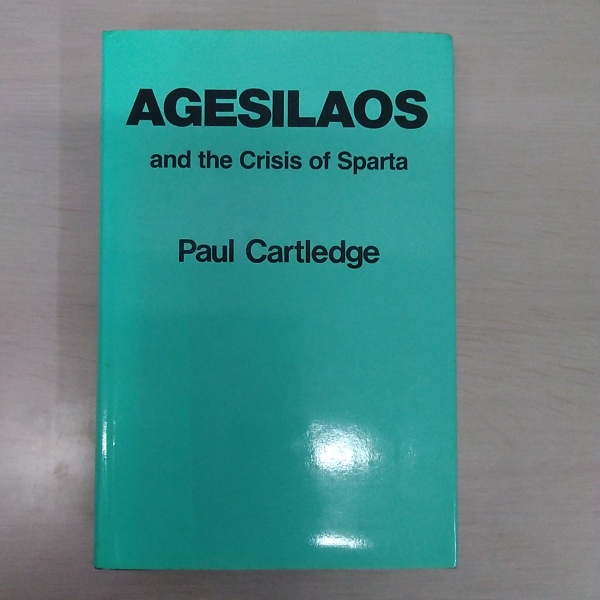 AGESILAOS
and the Crisis of Sparta
Paul Cartledge